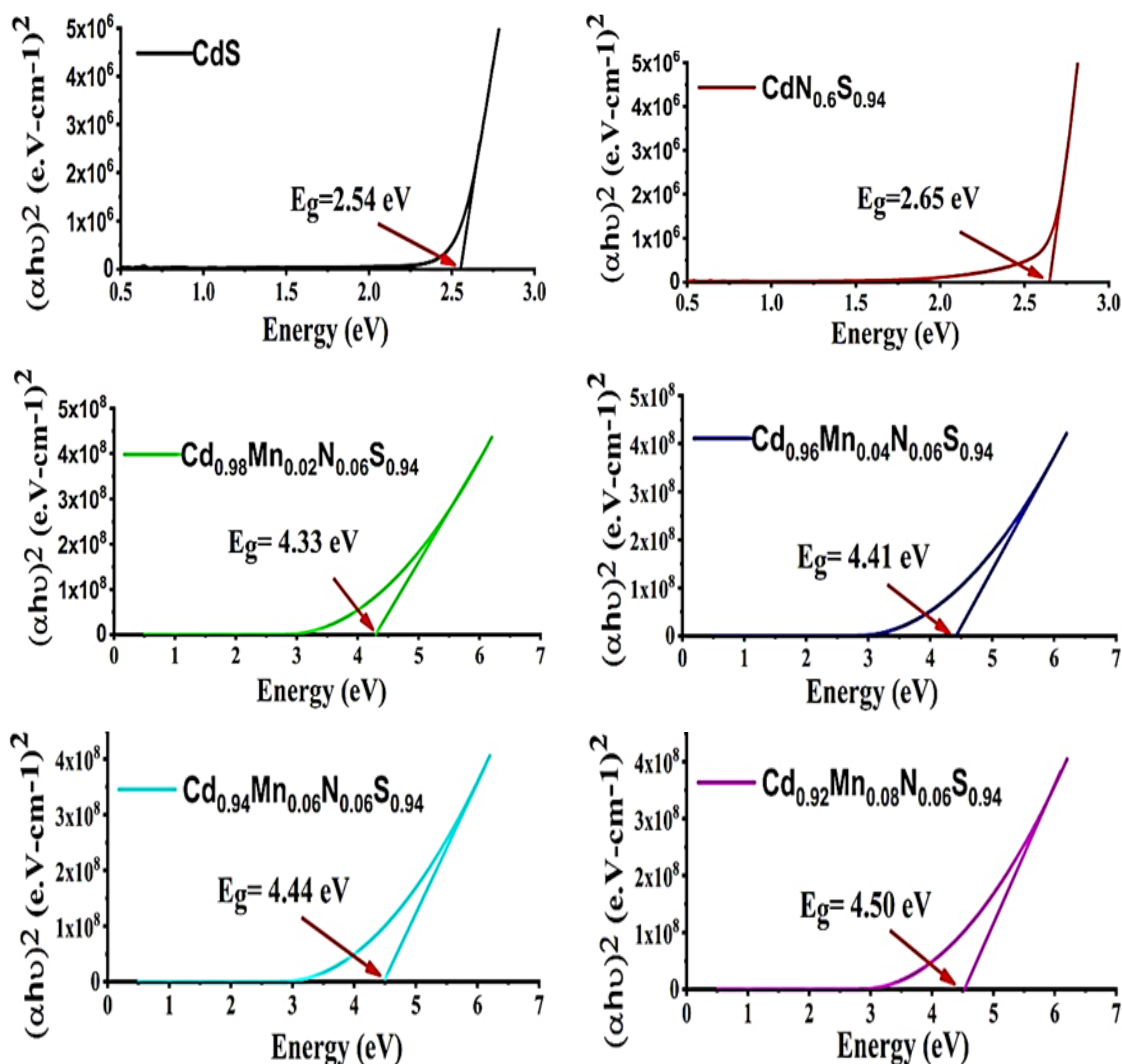 (αhυ)² (e.V-cm-1)²
5x10⁶
4x10⁶
3x10⁶
2x10⁶
1x10⁶
0
CdS
Eg=2.54 eV
0.5 1.0 1.5 2.0 2.5 3.0
Energy (eV)
(αhυ)² (e.V-cm-1)²
5x10⁶
4x10⁶
3x10⁶
2x10⁶
1x10⁶
0
CdN₀.₆S₀.₉₄
Eg=2.65 eV
0.5 1.0 1.5 2.0 2.5 3.0
Energy (eV)
(αhυ)² (e.V-cm-1)²
5x10⁸
4x10⁸
3x10⁸
2x10⁸
1x10⁸
0
Cd₀.₉₈Mn₀.₀₂N₀.₀₆S₀.₉₄
Eg= 4.33 eV
0 1 2 3 4 5 6 7
Energy (eV)
(αhυ)² (e.V-cm-1)²
5x10⁸
4x10⁸
3x10⁸
2x10⁸
1x10⁸
0
Cd₀.₉₆Mn₀.₀₄N₀.₀₆S₀.₉₄
Eg= 4.41 eV
0 1 2 3 4 5 6 7
Energy (eV)
(αhυ)² (e.V-cm-1)²
4x10⁸
3x10⁸
2x10⁸
1x10⁸
0
Cd₀.₉₄Mn₀.₀₆N₀.₀₆S₀.₉₄
Eg= 4.44 eV
0 1 2 3 4 5 6 7
Energy (eV)
(αhυ)² (e.V-cm-1)²
4x10⁸
3x10⁸
2x10⁸
1x10⁸
0
Cd₀.₉₂Mn₀.₀₈N₀.₀₆S₀.₉₄
Eg= 4.50 eV
0 1 2 3 4 5 6 7
Energy (eV)